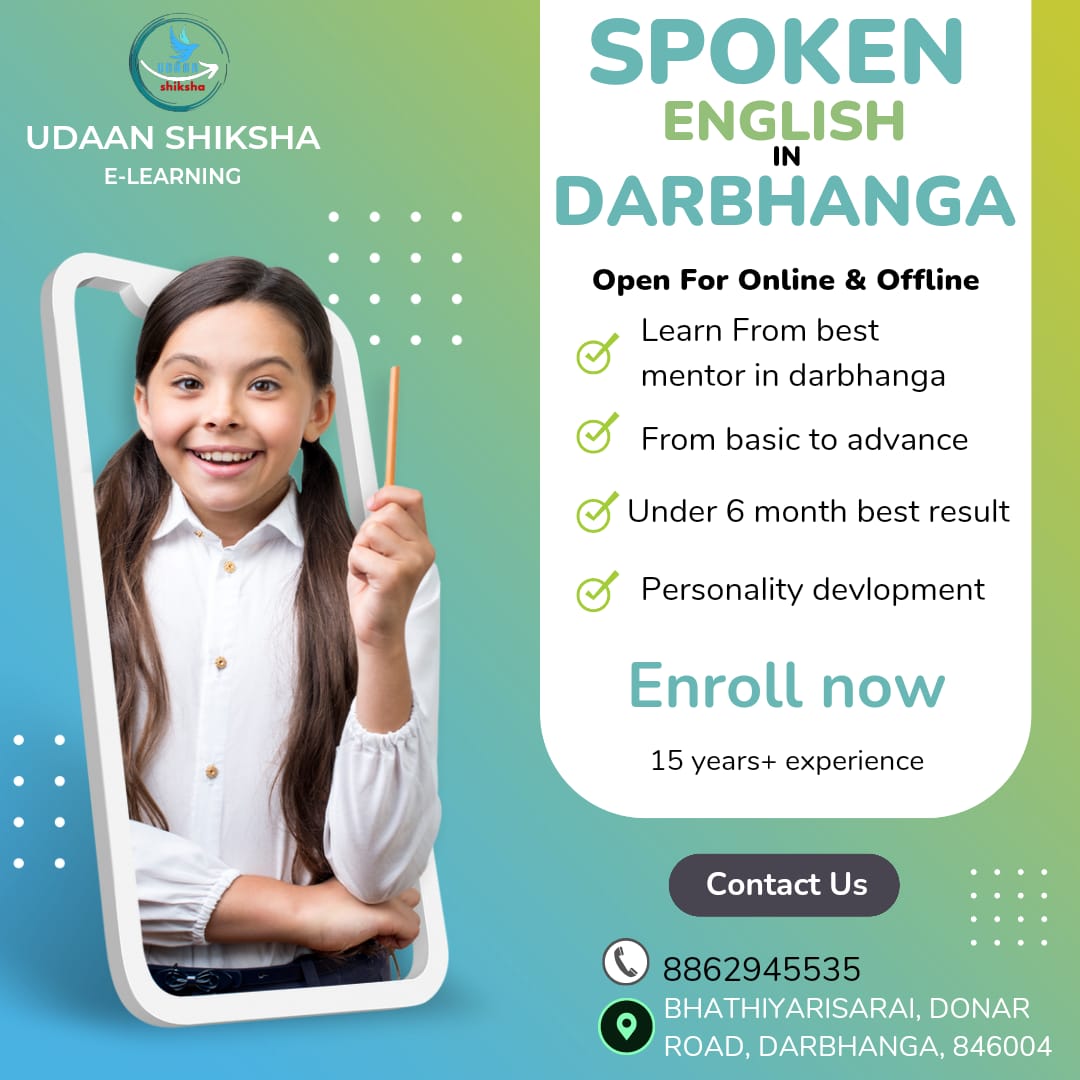 udaan
shiksha
UDAAN SHIKSHA
E-LEARNING
SPOKEN
ENGLISH
IN
DARBHANGA
Open For Online & Offline
Learn From best
mentor in darbhanga
From basic to advance
Under 6 month best result
Personality devlopment
Enroll now
15 years+ experience
Contact Us
8862945535
BHATHIYARISARAI, DONAR
ROAD, DARBHANGA, 846004